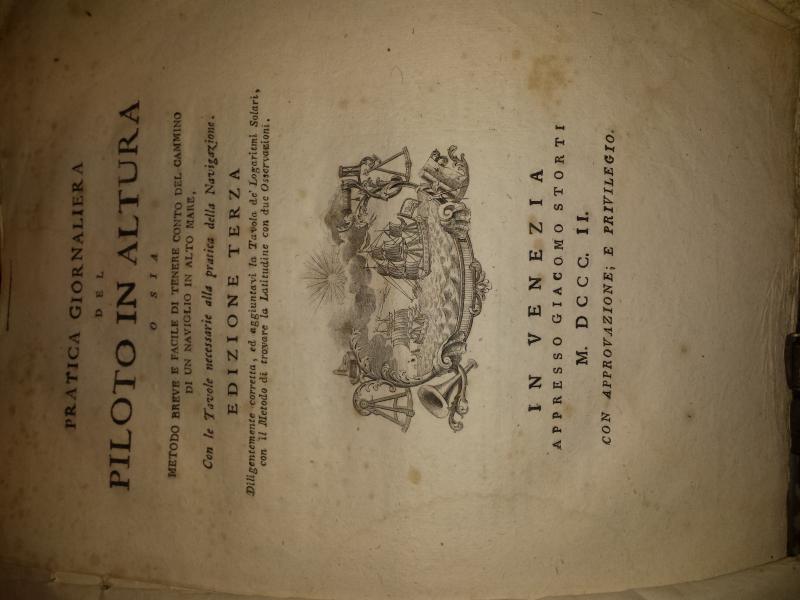 PRATICA GIORNALIERA
DEL
PILOTO IN ALTURA
O SIA
METODO BREVE E FACILE DI TENERE CONTO DEL CAMMINO
DI UN NAVIGLIO IN ALTO MARE,
Con le Tavole necessarie alla pratica della Navigazione.
EDIZIONE TERZA
Diligentemente corretta, ed aggiuntavi la Tavola de' Logaritmi Solari,
con il Metodo di trovare la Latitudine con due Osservazioni.
IN VENEZIA
APPRESSO GIACOMO STORTI
M. DCCC. II.
CON APPROVAZIONE; E PRIVILEGIO.